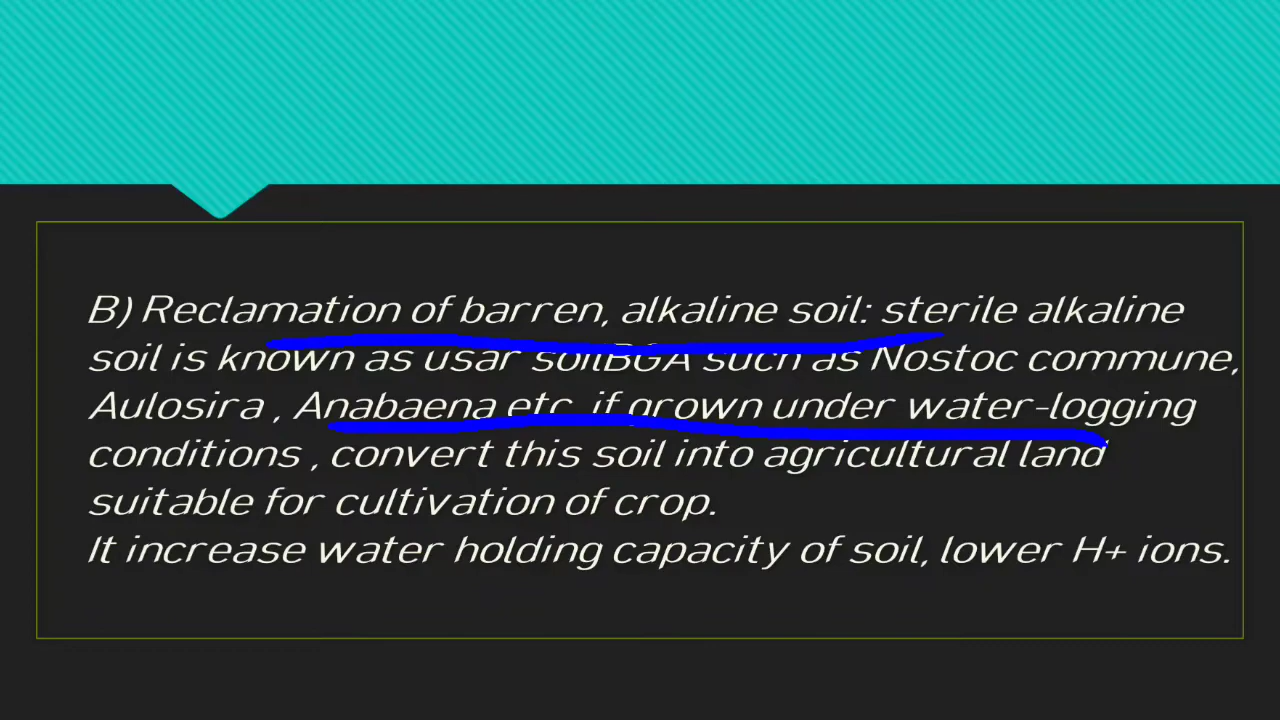 B) Reclamation of barren, alkaline soil: sterile alkaline
soil is known as usar soilBGA such as Nostoc commune,
Aulosira , Anabaena etc if grown under water-logging
conditions , convert this soil into agricultural land
suitable for cultivation of crop.
It increase water holding capacity of soil, lower H+ ions.